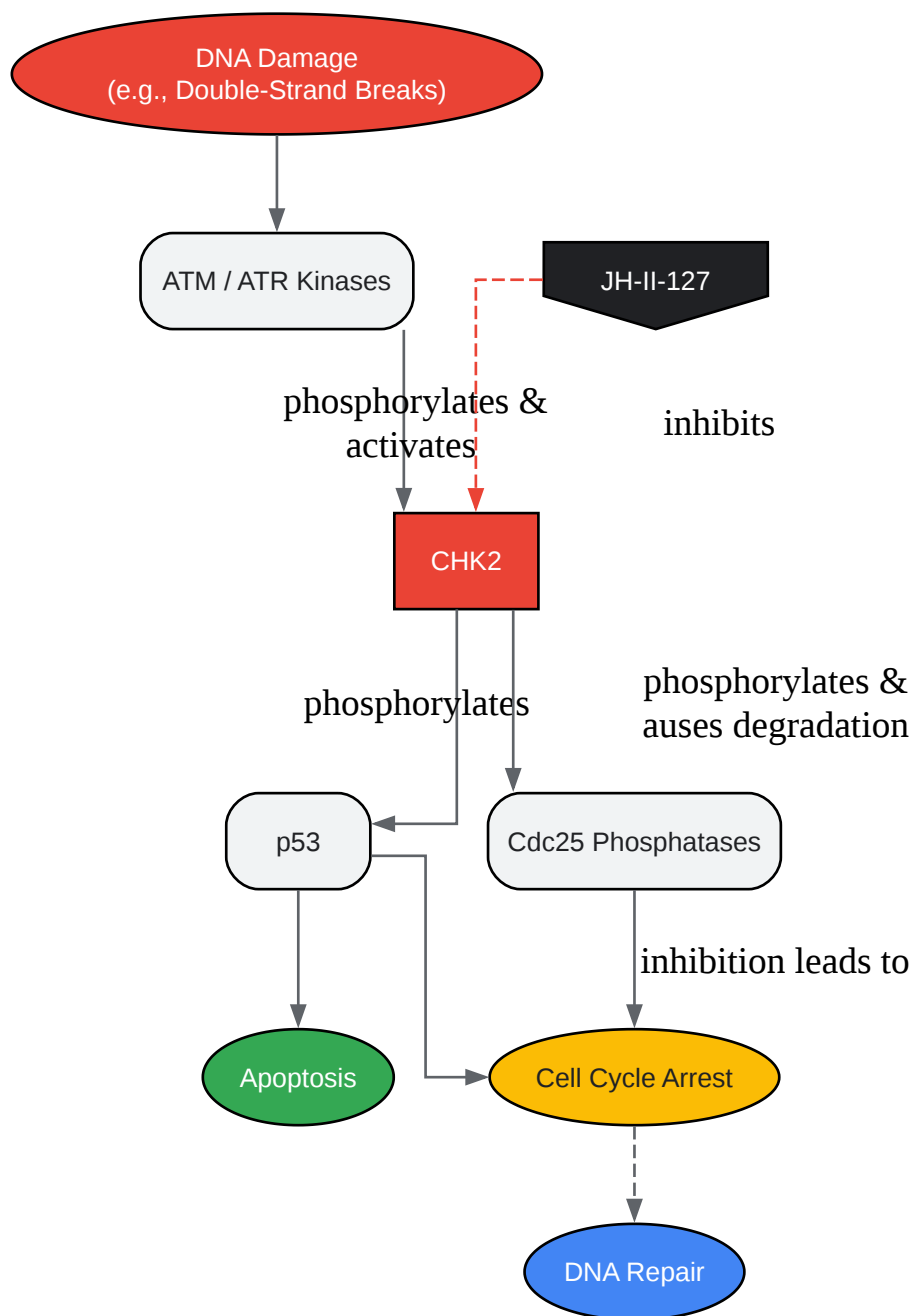 DNA Damage
(e.g., Double-Strand Breaks)
ATM / ATR Kinases
JH-II-127
phosphorylates &
activates
inhibits
CHK2
phosphorylates
phosphorylates &
auses degradation
p53
Cdc25 Phosphatases
inhibition leads to
Apoptosis
Cell Cycle Arrest
DNA Repair